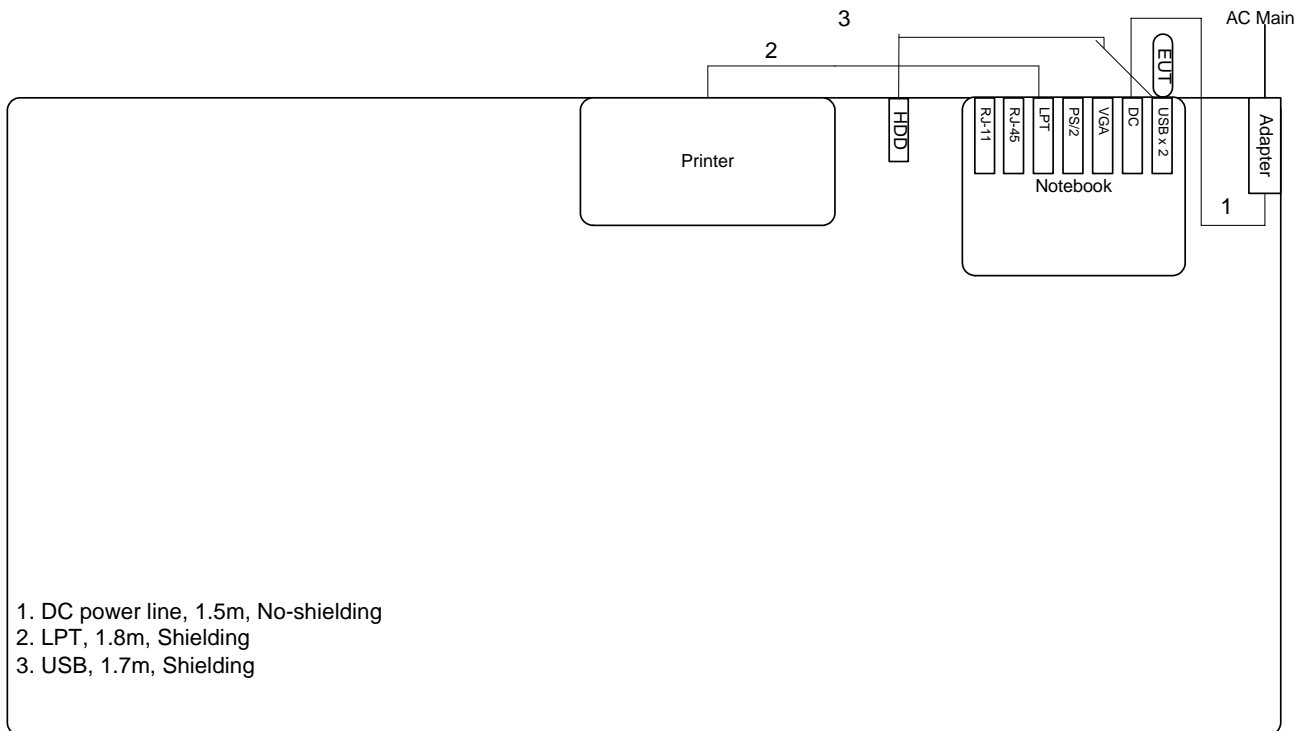 3
AC Main
2
EUT
HDD
RJ-11
RJ-45
LPT
PS/2
VGA
DC
USB x 2
Adapter
Printer
Notebook
1
1. DC power line, 1.5m, No-shielding
2. LPT, 1.8m, Shielding
3. USB, 1.7m, Shielding